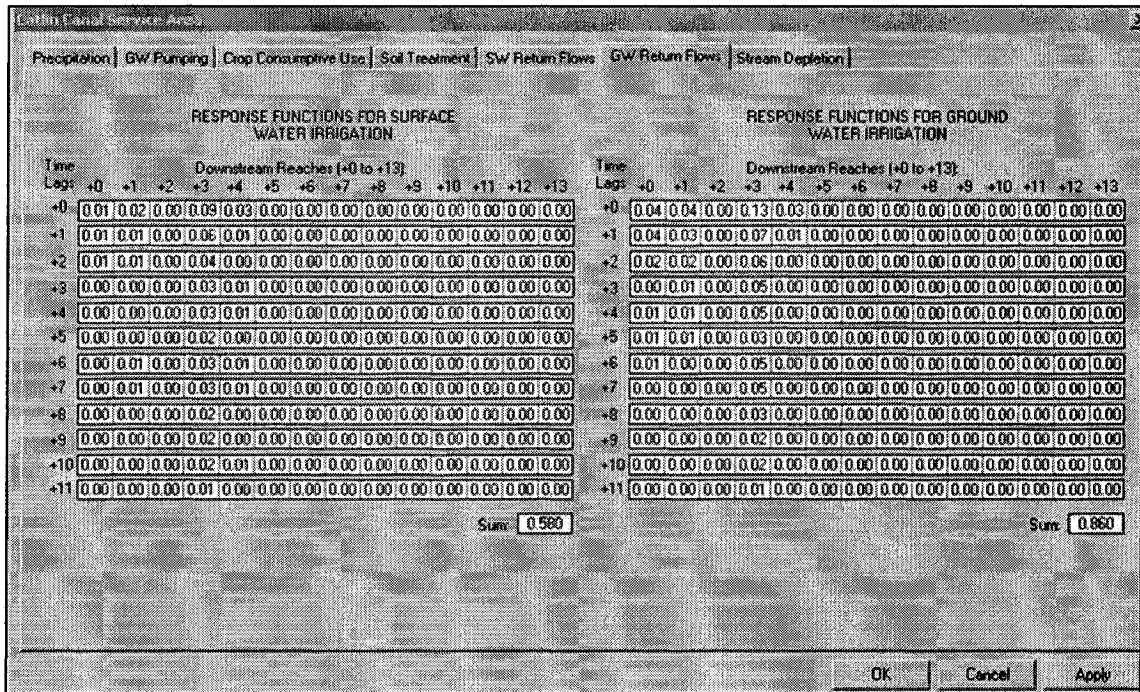 Catlin Canal Service Area
Precipitation GW Pumping Crop Consumptive Use Soil Treatment SW Return Flows GW Return Flows Stream Depletion
RESPONSE FUNCTIONS FOR SURFACE
WATER IRRIGATION
Time
Lags
Downstream Reaches (+0 to +13):
+0 +1 +2 +3 +4 +5 +6 +7 +8 +9 +10 +11 +12 +13
+0 0.01 0.02 0.00 0.09 0.03 0.00 0.00 0.00 0.00 0.00 0.00 0.00 0.00 0.00
+1 0.01 0.01 0.00 0.06 0.01 0.00 0.00 0.00 0.00 0.00 0.00 0.00 0.00 0.00
+2 0.01 0.01 0.00 0.04 0.00 0.00 0.00 0.00 0.00 0.00 0.00 0.00 0.00 0.00
+3 0.00 0.00 0.00 0.03 0.01 0.00 0.00 0.00 0.00 0.00 0.00 0.00 0.00 0.00
+4 0.00 0.00 0.00 0.03 0.01 0.00 0.00 0.00 0.00 0.00 0.00 0.00 0.00 0.00
+5 0.00 0.00 0.00 0.02 0.00 0.00 0.00 0.00 0.00 0.00 0.00 0.00 0.00 0.00
+6 0.00 0.01 0.00 0.03 0.01 0.00 0.00 0.00 0.00 0.00 0.00 0.00 0.00 0.00
+7 0.00 0.01 0.00 0.03 0.01 0.00 0.00 0.00 0.00 0.00 0.00 0.00 0.00 0.00
+8 0.00 0.00 0.00 0.02 0.00 0.00 0.00 0.00 0.00 0.00 0.00 0.00 0.00 0.00
+9 0.00 0.00 0.00 0.02 0.00 0.00 0.00 0.00 0.00 0.00 0.00 0.00 0.00 0.00
+10 0.00 0.00 0.00 0.02 0.01 0.00 0.00 0.00 0.00 0.00 0.00 0.00 0.00 0.00
+11 0.00 0.00 0.00 0.01 0.00 0.00 0.00 0.00 0.00 0.00 0.00 0.00 0.00 0.00
Sum: 0.580
RESPONSE FUNCTIONS FOR GROUND
WATER IRRIGATION
Time
Lags
Downstream Reaches (+0 to +13):
+0 +1 +2 +3 +4 +5 +6 +7 +8 +9 +10 +11 +12 +13
+0 0.04 0.04 0.00 0.13 0.03 0.00 0.00 0.00 0.00 0.00 0.00 0.00 0.00 0.00
+1 0.04 0.03 0.00 0.07 0.01 0.00 0.00 0.00 0.00 0.00 0.00 0.00 0.00 0.00
+2 0.02 0.02 0.00 0.06 0.00 0.00 0.00 0.00 0.00 0.00 0.00 0.00 0.00 0.00
+3 0.00 0.01 0.00 0.05 0.00 0.00 0.00 0.00 0.00 0.00 0.00 0.00 0.00 0.00
+4 0.01 0.01 0.00 0.05 0.00 0.00 0.00 0.00 0.00 0.00 0.00 0.00 0.00 0.00
+5 0.01 0.01 0.00 0.03 0.00 0.00 0.00 0.00 0.00 0.00 0.00 0.00 0.00 0.00
+6 0.01 0.00 0.00 0.05 0.00 0.00 0.00 0.00 0.00 0.00 0.00 0.00 0.00 0.00
+7 0.00 0.00 0.00 0.05 0.00 0.00 0.00 0.00 0.00 0.00 0.00 0.00 0.00 0.00
+8 0.00 0.00 0.00 0.03 0.00 0.00 0.00 0.00 0.00 0.00 0.00 0.00 0.00 0.00
+9 0.00 0.00 0.00 0.02 0.00 0.00 0.00 0.00 0.00 0.00 0.00 0.00 0.00 0.00
+10 0.00 0.00 0.00 0.02 0.00 0.00 0.00 0.00 0.00 0.00 0.00 0.00 0.00 0.00
+11 0.00 0.00 0.00 0.01 0.00 0.00 0.00 0.00 0.00 0.00 0.00 0.00 0.00 0.00
Sum: 0.860
OK Cancel Apply